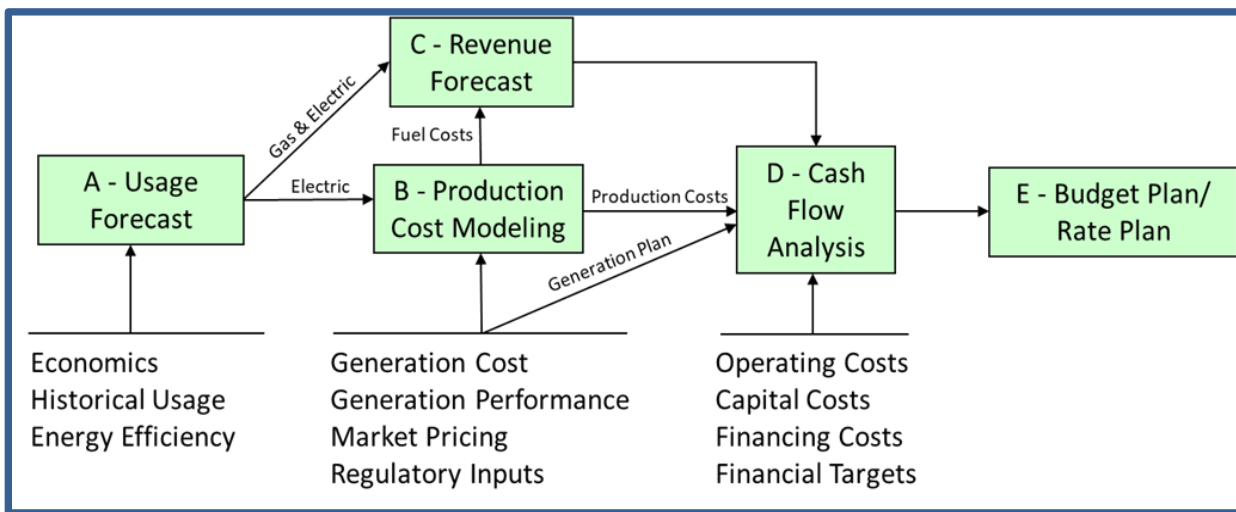 C - Revenue
Forecast
Gas & Electric
Fuel Costs
A - Usage
Forecast
Electric
B - Production
Cost Modeling
Production Costs
Generation Plan
D - Cash
Flow
Analysis
E - Budget Plan/
Rate Plan
Economics
Historical Usage
Energy Efficiency
Generation Cost
Generation Performance
Market Pricing
Regulatory Inputs
Operating Costs
Capital Costs
Financing Costs
Financial Targets